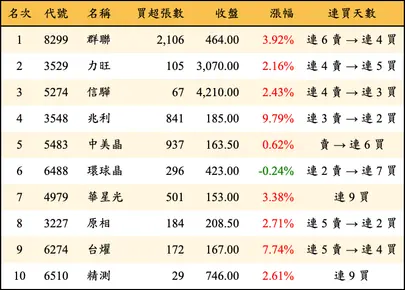 名次 代號 名稱 買超張數 收盤 漲幅 連買天數
1 8299 群聯 2,106 464.00 3.92% 連 6 賣 → 連 4 買
2 3529 力旺 105 3,070.00 2.16% 連 4 賣 → 連 5 買
3 5274 信驊 67 4,210.00 2.43% 連 4 賣 → 連 3 買
4 3548 兆利 841 185.00 9.79% 連 3 賣 → 連 2 買
5 5483 中美晶 937 163.50 0.62% 賣 → 連 6 買
6 6488 環球晶 296 423.00 -0.24% 連 2 賣 → 連 7 買
7 4979 華星光 501 153.00 3.38% 連 9 買
8 3227 原相 184 208.50 2.71% 連 5 賣 → 連 2 買
9 6274 台燿 172 167.00 7.74% 連 5 賣 → 連 4 買
10 6510 精測 29 746.00 2.61% 連 9 買